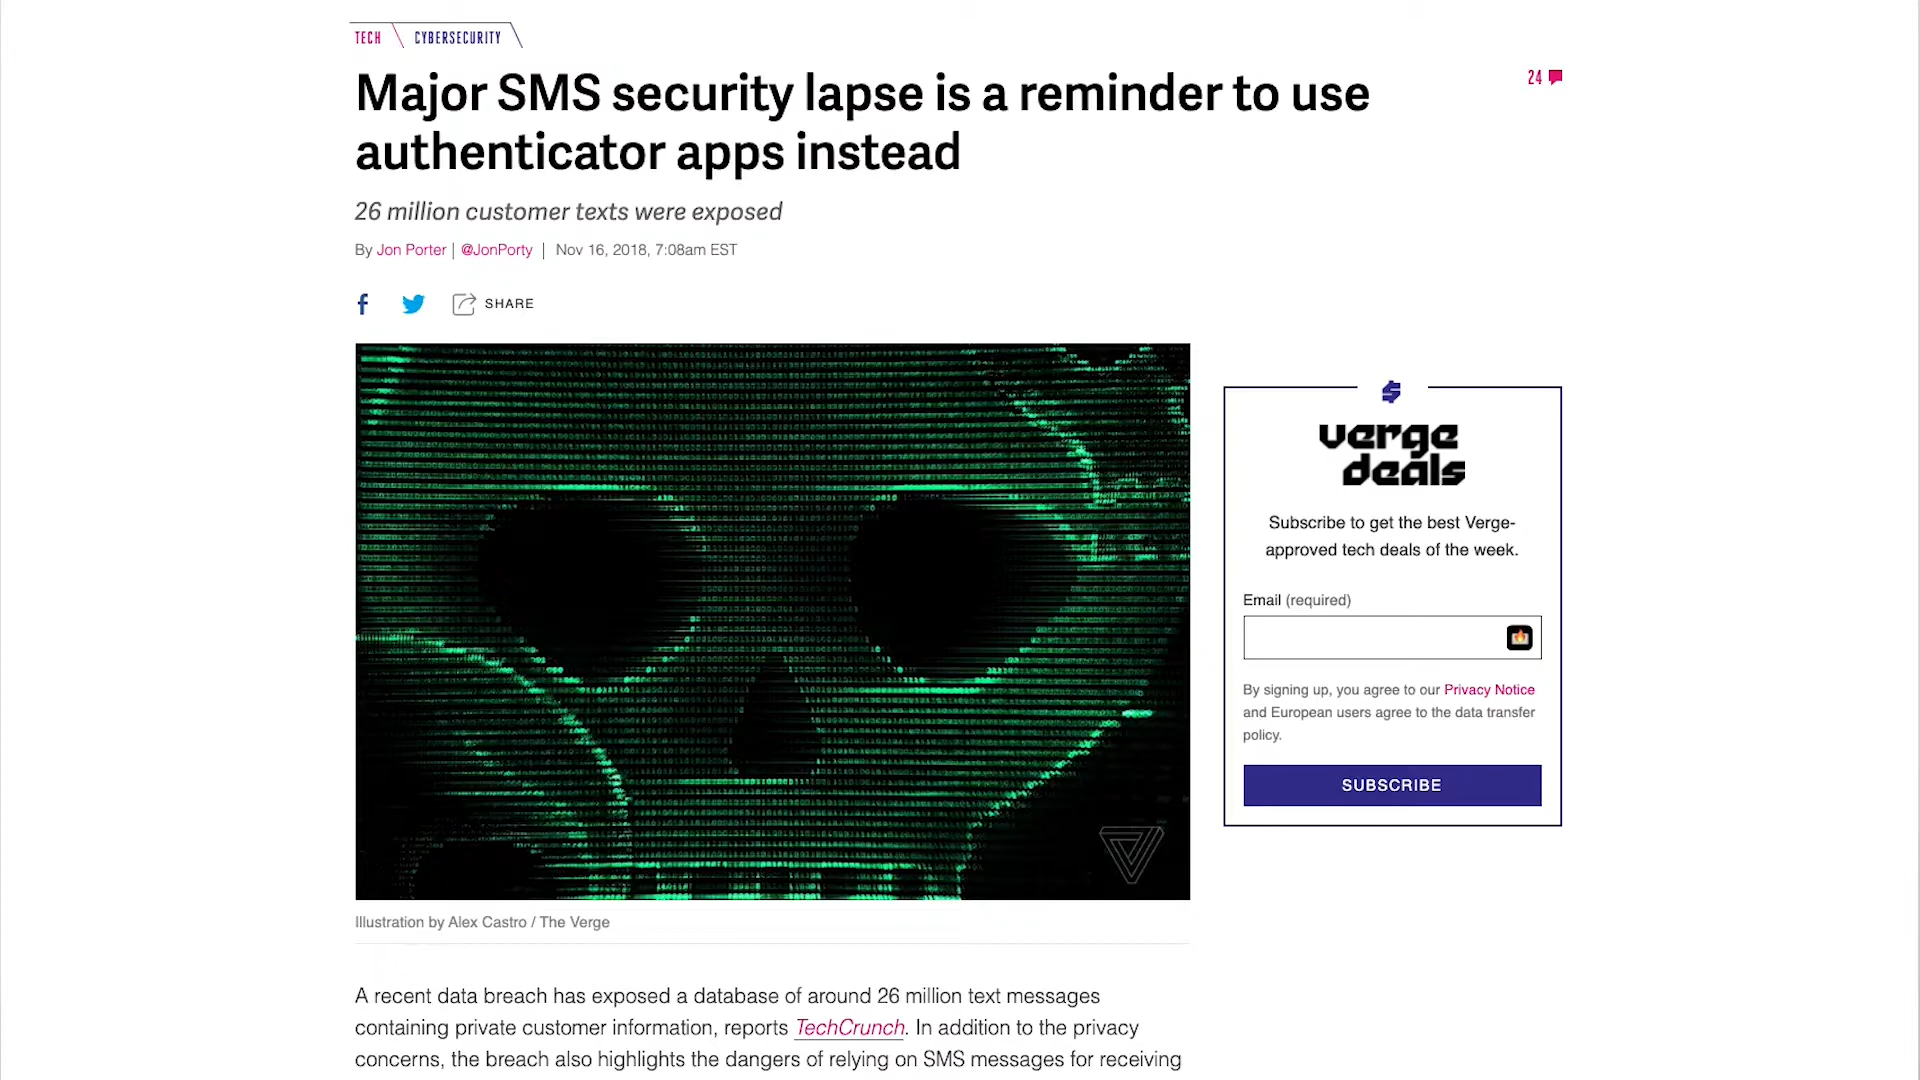 TECH CYBERSECURITY
Major SMS security lapse is a reminder to use
authenticator apps instead
24
26 million customer texts were exposed
By Jon Porter | @JonPorty | Nov 16, 2018, 7:08am EST
SHARE
Illustration by Alex Castro / The Verge
A recent data breach has exposed a database of around 26 million text messages
containing private customer information, reports TechCrunch. In addition to the privacy
concerns, the breach also highlights the dangers of relying on SMS messages for receiving
verge
deals
Subscribe to get the best Verge-
approved tech deals of the week.
Email (required)
By signing up, you agree to our Privacy Notice
and European users agree to the data transfer
policy.
SUBSCRIBE